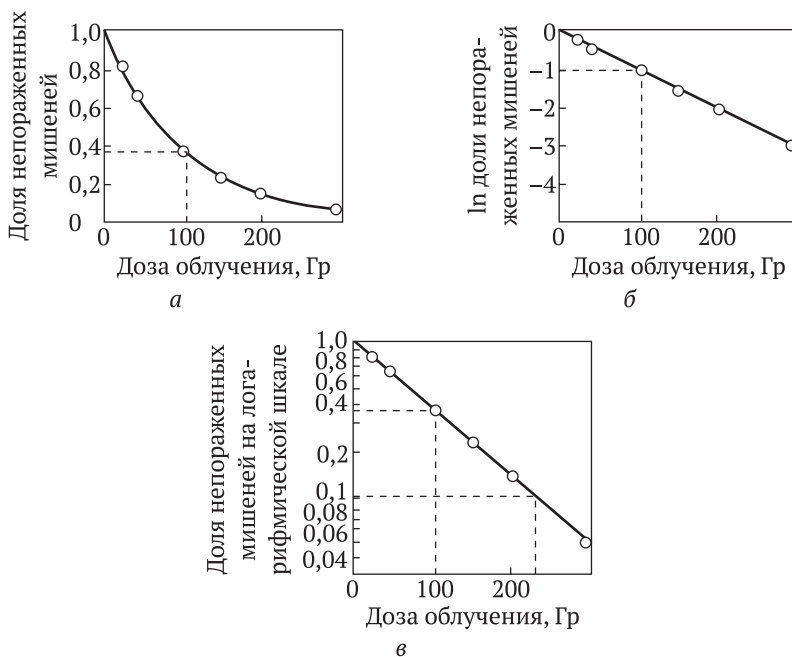 Доля непораженных
мишеней
1,0
0,8
0,6
0,4
0,2
0
0 100 200
Доза облучения, Гр
а
ln доли непора-
женных мишеней
0
–1
–2
–3
–4
0 100 200
Доза облучения, Гр
б
Доля непораженных
мишеней на лога-
рифмической шкале
1,0
0,8
0,6
0,4
0,2
0,1
0,08
0,06
0,04
0 100 200
Доза облучения, Гр
в